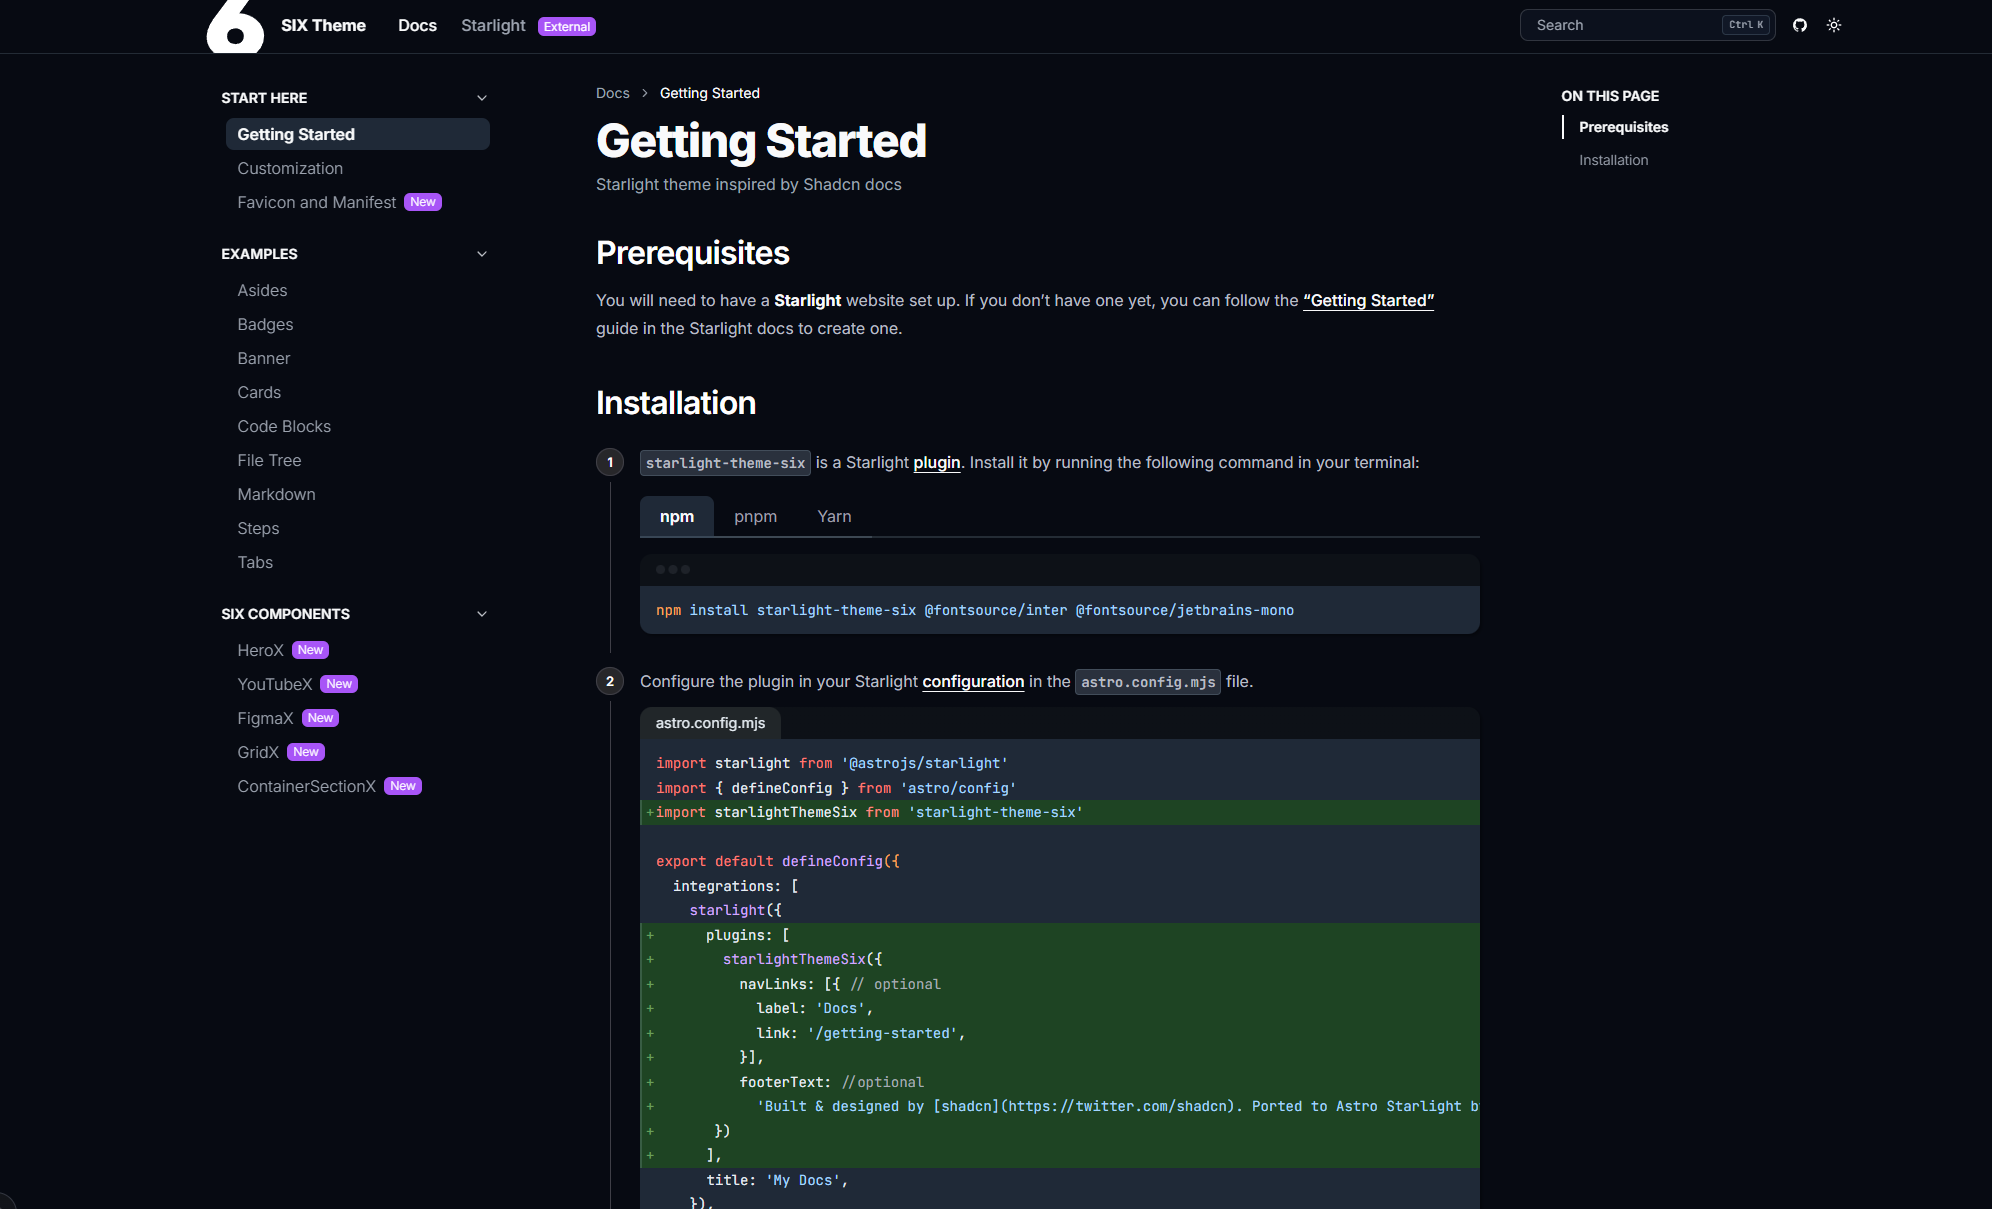 6 SIX Theme Docs Starlight External Search Ctrl K
START HERE
Getting Started
Customization
Favicon and Manifest New
EXAMPLES
Asides
Badges
Banner
Cards
Code Blocks
File Tree
Markdown
Steps
Tabs
SIX COMPONENTS
HeroX New
YouTubeX New
FigmaX New
GridX New
ContainerSectionX New
Docs > Getting Started
Getting Started
Starlight theme inspired by Shadcn docs
Prerequisites
You will need to have a Starlight website set up. If you don’t have one yet, you can follow the “Getting Started”
guide in the Starlight docs to create one.
Installation
1 starlight-theme-six is a Starlight plugin. Install it by running the following command in your terminal:
npm pnpm Yarn
npm install starlight-theme-six @fontsource/inter @fontsource/jetbrains-mono
2 Configure the plugin in your Starlight configuration in the astro.config.mjs file.
astro.config.mjs
import starlight from '@astrojs/starlight'
import { defineConfig } from 'astro/config'
+import starlightThemeSix from 'starlight-theme-six'
export default defineConfig({
integrations: [
starlight({
+ plugins: [
+ starlightThemeSix({
+ navLinks: [{ // optional
+ label: 'Docs',
+ link: '/getting-started',
+ }],
+ footerText: //optional
+ 'Built & designed by [shadcn](https://twitter.com/shadcn). Ported to Astro Starlight b
+ })
+ ],
title: 'My Docs',
}),
ON THIS PAGE
Prerequisites
Installation